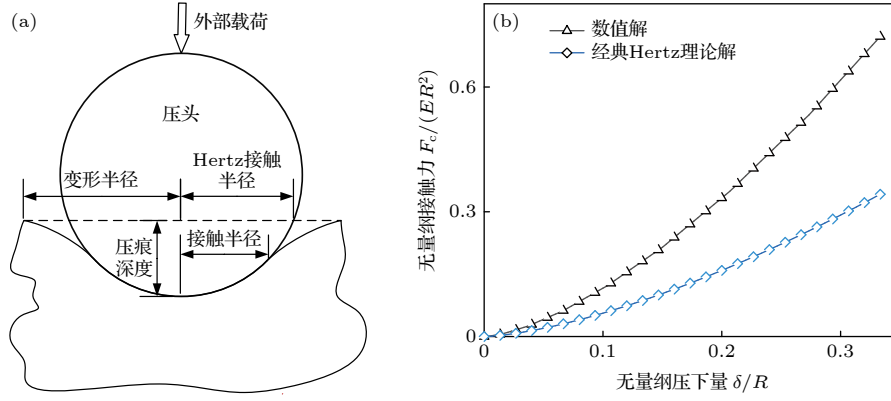 (a)
外部载荷
压头
Hertz接触
半径
变形半径
压痕
深度
接触半径
(b)
数值解
经典Hertz理论解
无量纲接触力 Fc/(ER²)
0.6
0.3
0
0
0.1
0.2
0.3
无量纲压下量 δ/R